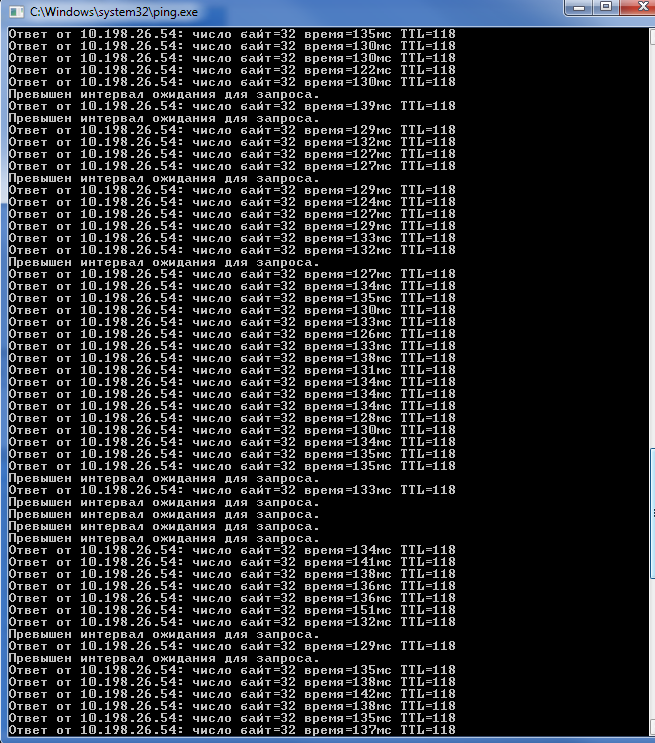 C:\Windows\system32\ping.exe
Ответ от 10.198.26.54: число байт=32 время=135мс TTL=118
Ответ от 10.198.26.54: число байт=32 время=130мс TTL=118
Ответ от 10.198.26.54: число байт=32 время=130мс TTL=118
Ответ от 10.198.26.54: число байт=32 время=122мс TTL=118
Ответ от 10.198.26.54: число байт=32 время=130мс TTL=118
Превышен интервал ожидания для запроса.
Ответ от 10.198.26.54: число байт=32 время=139мс TTL=118
Превышен интервал ожидания для запроса.
Ответ от 10.198.26.54: число байт=32 время=129мс TTL=118
Ответ от 10.198.26.54: число байт=32 время=132мс TTL=118
Ответ от 10.198.26.54: число байт=32 время=127мс TTL=118
Ответ от 10.198.26.54: число байт=32 время=127мс TTL=118
Превышен интервал ожидания для запроса.
Ответ от 10.198.26.54: число байт=32 время=129мс TTL=118
Ответ от 10.198.26.54: число байт=32 время=124мс TTL=118
Ответ от 10.198.26.54: число байт=32 время=127мс TTL=118
Ответ от 10.198.26.54: число байт=32 время=129мс TTL=118
Ответ от 10.198.26.54: число байт=32 время=133мс TTL=118
Ответ от 10.198.26.54: число байт=32 время=132мс TTL=118
Превышен интервал ожидания для запроса.
Ответ от 10.198.26.54: число байт=32 время=127мс TTL=118
Ответ от 10.198.26.54: число байт=32 время=134мс TTL=118
Ответ от 10.198.26.54: число байт=32 время=135мс TTL=118
Ответ от 10.198.26.54: число байт=32 время=130мс TTL=118
Ответ от 10.198.26.54: число байт=32 время=133мс TTL=118
Ответ от 10.198.26.54: число байт=32 время=126мс TTL=118
Ответ от 10.198.26.54: число байт=32 время=133мс TTL=118
Ответ от 10.198.26.54: число байт=32 время=138мс TTL=118
Ответ от 10.198.26.54: число байт=32 время=131мс TTL=118
Ответ от 10.198.26.54: число байт=32 время=134мс TTL=118
Ответ от 10.198.26.54: число байт=32 время=134мс TTL=118
Ответ от 10.198.26.54: число байт=32 время=134мс TTL=118
Ответ от 10.198.26.54: число байт=32 время=128мс TTL=118
Ответ от 10.198.26.54: число байт=32 время=130мс TTL=118
Ответ от 10.198.26.54: число байт=32 время=134мс TTL=118
Ответ от 10.198.26.54: число байт=32 время=135мс TTL=118
Ответ от 10.198.26.54: число байт=32 время=135мс TTL=118
Превышен интервал ожидания для запроса.
Ответ от 10.198.26.54: число байт=32 время=133мс TTL=118
Превышен интервал ожидания для запроса.
Превышен интервал ожидания для запроса.
Превышен интервал ожидания для запроса.
Превышен интервал ожидания для запроса.
Ответ от 10.198.26.54: число байт=32 время=134мс TTL=118
Ответ от 10.198.26.54: число байт=32 время=141мс TTL=118
Ответ от 10.198.26.54: число байт=32 время=138мс TTL=118
Ответ от 10.198.26.54: число байт=32 время=136мс TTL=118
Ответ от 10.198.26.54: число байт=32 время=136мс TTL=118
Ответ от 10.198.26.54: число байт=32 время=151мс TTL=118
Ответ от 10.198.26.54: число байт=32 время=132мс TTL=118
Превышен интервал ожидания для запроса.
Ответ от 10.198.26.54: число байт=32 время=129мс TTL=118
Превышен интервал ожидания для запроса.
Ответ от 10.198.26.54: число байт=32 время=135мс TTL=118
Ответ от 10.198.26.54: число байт=32 время=138мс TTL=118
Ответ от 10.198.26.54: число байт=32 время=142мс TTL=118
Ответ от 10.198.26.54: число байт=32 время=138мс TTL=118
Ответ от 10.198.26.54: число байт=32 время=135мс TTL=118
Ответ от 10.198.26.54: число байт=32 время=137мс TTL=118